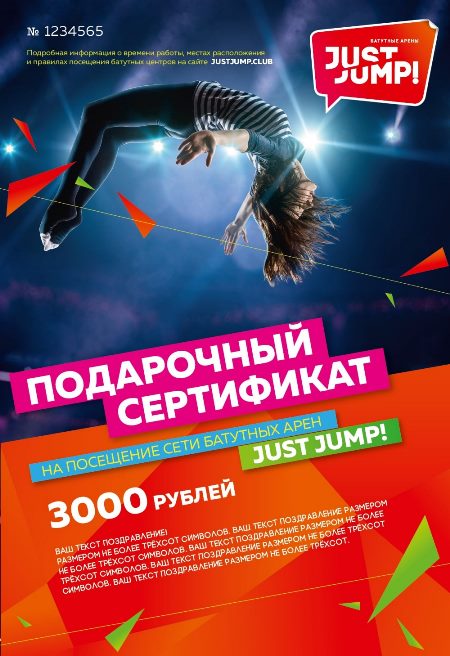 № 1234565
Подробная информация о времени работы, местах расположения
и правилах посещения батутных центров на сайте JUSTJUMP.CLUB
БАТУТНЫЕ АРЕНЫ
JUST
JUMP!
ПОДАРОЧНЫЙ
СЕРТИФИКАТ
НА ПОСЕЩЕНИЕ СЕТИ БАТУТНЫХ АРЕН
JUST JUMP!
3000 РУБЛЕЙ
ВАШ ТЕКСТ ПОЗДРАВЛЕНИЕ!
РАЗМЕРОМ НЕ БОЛЕЕ ТРЁХСОТ СИМВОЛОВ. ВАШ ТЕКСТ ПОЗДРАВЛЕНИЕ РАЗМЕРОМ
НЕ БОЛЕЕ ТРЁХСОТ СИМВОЛОВ. ВАШ ТЕКСТ ПОЗДРАВЛЕНИЕ РАЗМЕРОМ НЕ БОЛЕЕ
ТРЁХСОТ СИМВОЛОВ. ВАШ ТЕКСТ ПОЗДРАВЛЕНИЕ РАЗМЕРОМ НЕ БОЛЕЕ ТРЁХСОТ
СИМВОЛОВ. ВАШ ТЕКСТ ПОЗДРАВЛЕНИЕ РАЗМЕРОМ НЕ БОЛЕЕ ТРЁХСОТ.